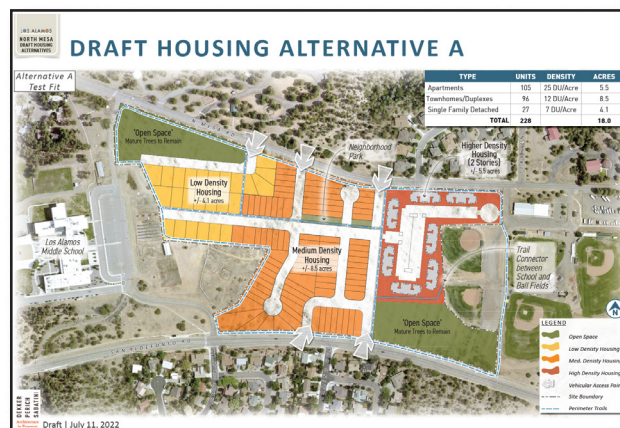 LOS ALAMOS
NORTH MESA
DRAFT HOUSING
ALTERNATIVES
DRAFT HOUSING ALTERNATIVE A
Alternative A
Test Fit
TYPE UNITS DENSITY ACRES
Apartments 105 25 DU/Acre 5.5
Townhomes/Duplexes 96 12 DU/Acre 8.5
Single Family Detached 27 7 DU/Acre 4.1
TOTAL 228 18.0
'Open Space'
Mature Trees to Remain
Neighborhood
Park
Higher Density
Housing
(2 Stories)
+/- 5.5 acres
Low Density
Housing
+/- 4.1 acres
Los Alamos
Middle School
Medium Density
Housing
+/- 8.5 acres
Trail
Connector
between
School and
Ball Fields
'Open Space'
Mature Trees to Remain
SAN ILDEFONSO
N
LEGEND
Open Space
Low Density Housing
Med. Density Housing
High Density Housing
Vehicular Access Point
Site Boundary
Perimeter Trails
DEKKER
PERICH
SABATINI
Draft | July 11, 2022